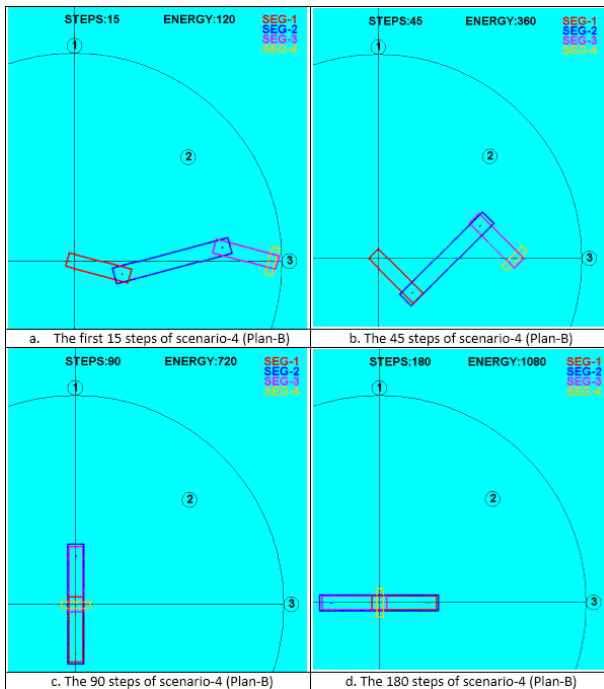 STEPS:15 ENERGY:120 SEG-1
SEG-2
SEG-3
SEG-4
1
2
3
a. The first 15 steps of scenario-4 (Plan-B)
STEPS:45 ENERGY:360 SEG-1
SEG-2
SEG-3
SEG-4
1
2
3
b. The 45 steps of scenario-4 (Plan-B)
STEPS:90 ENERGY:720 SEG-1
SEG-2
SEG-3
SEG-4
1
2
3
c. The 90 steps of scenario-4 (Plan-B)
STEPS:180 ENERGY:1080 SEG-1
SEG-2
SEG-3
SEG-4
1
2
3
d. The 180 steps of scenario-4 (Plan-B)